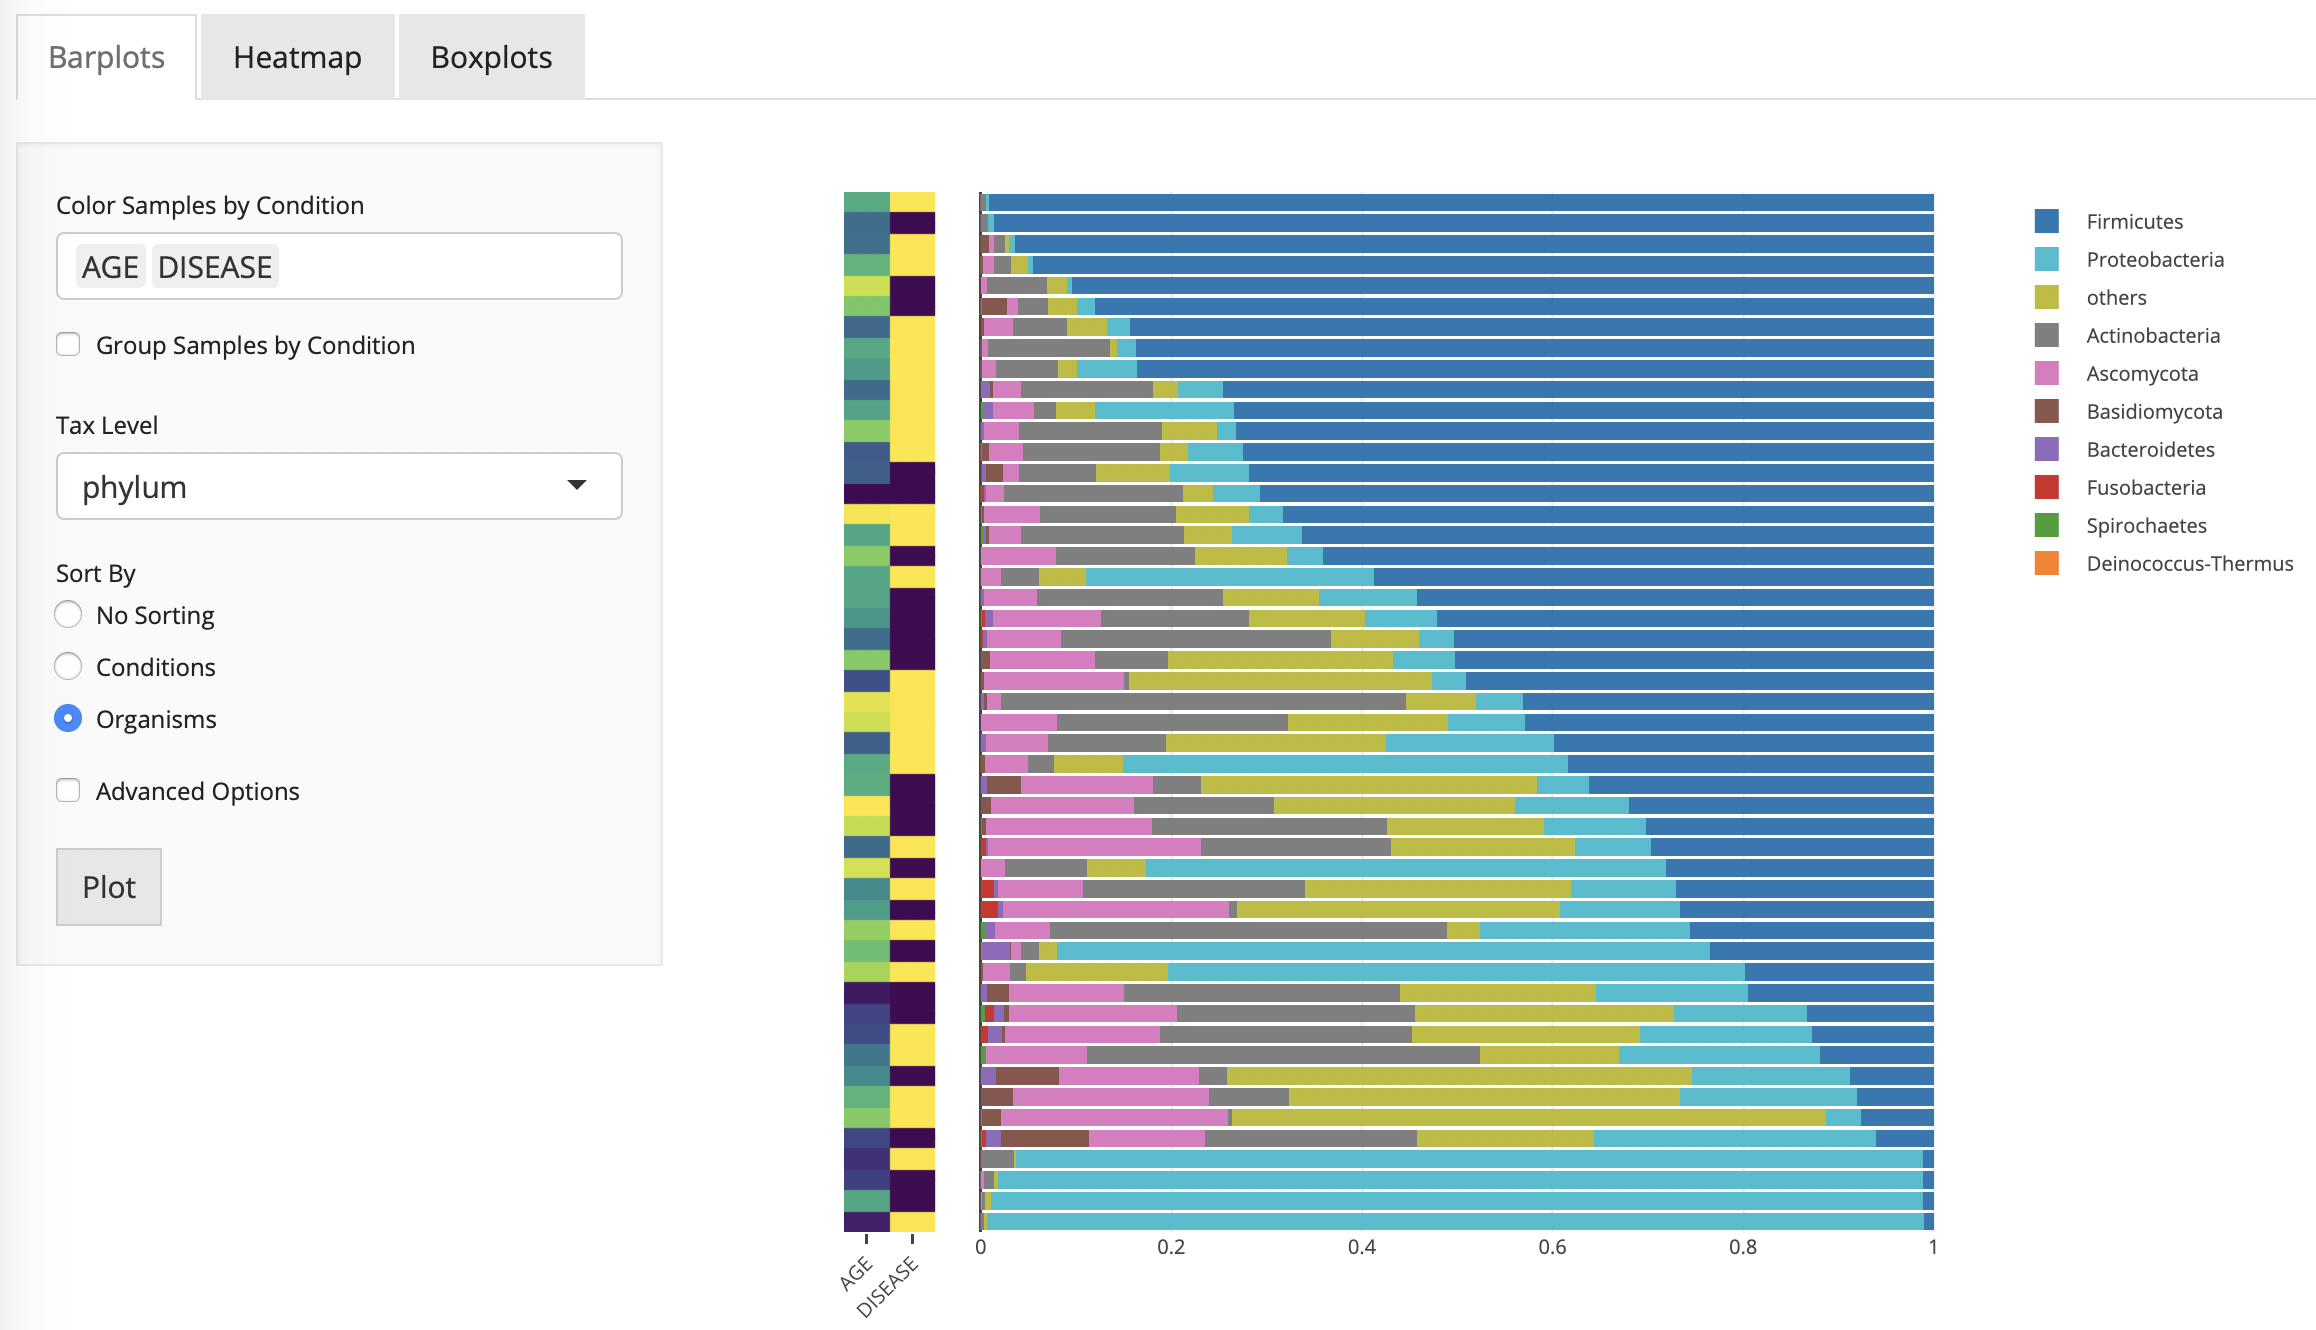 Barplots Heatmap Boxplots
Color Samples by Condition
AGE DISEASE
Group Samples by Condition
Tax Level
phylum
Sort By
No Sorting
Conditions
Organisms
Advanced Options
Plot
Firmicutes
Proteobacteria
others
Actinobacteria
Ascomycota
Basidiomycota
Bacteroidetes
Fusobacteria
Spirochaetes
Deinococcus-Thermus
0 0.2 0.4 0.6 0.8 1
AGE
DISEASE